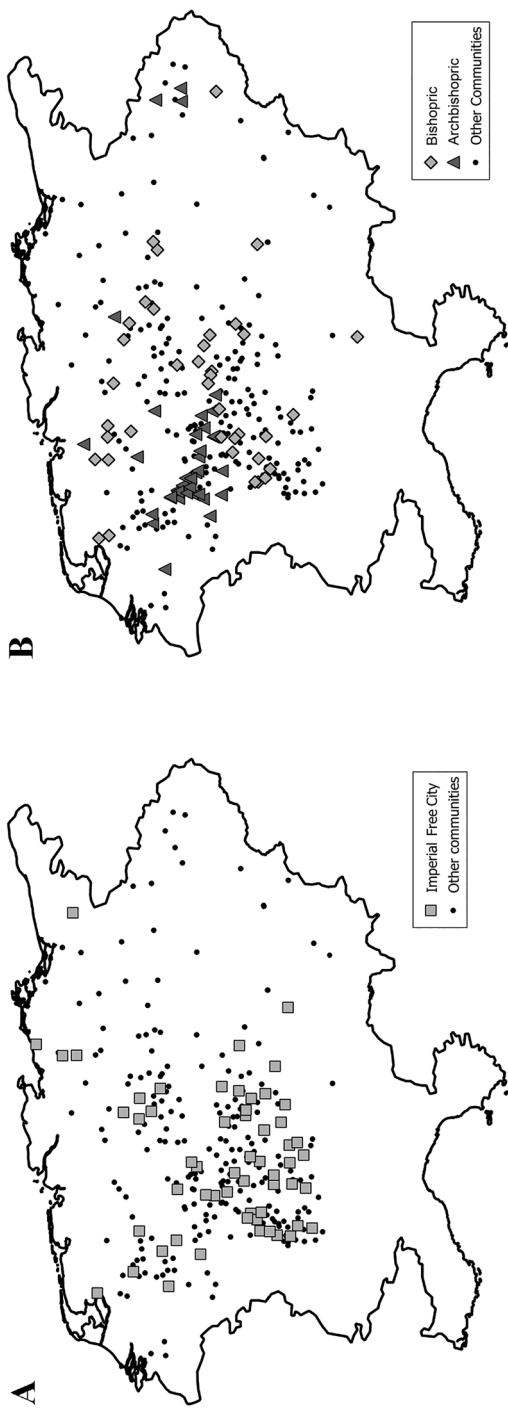 A
Imperial Free City
Other communities
B
Bishopric
Archbishopric
Other Communities